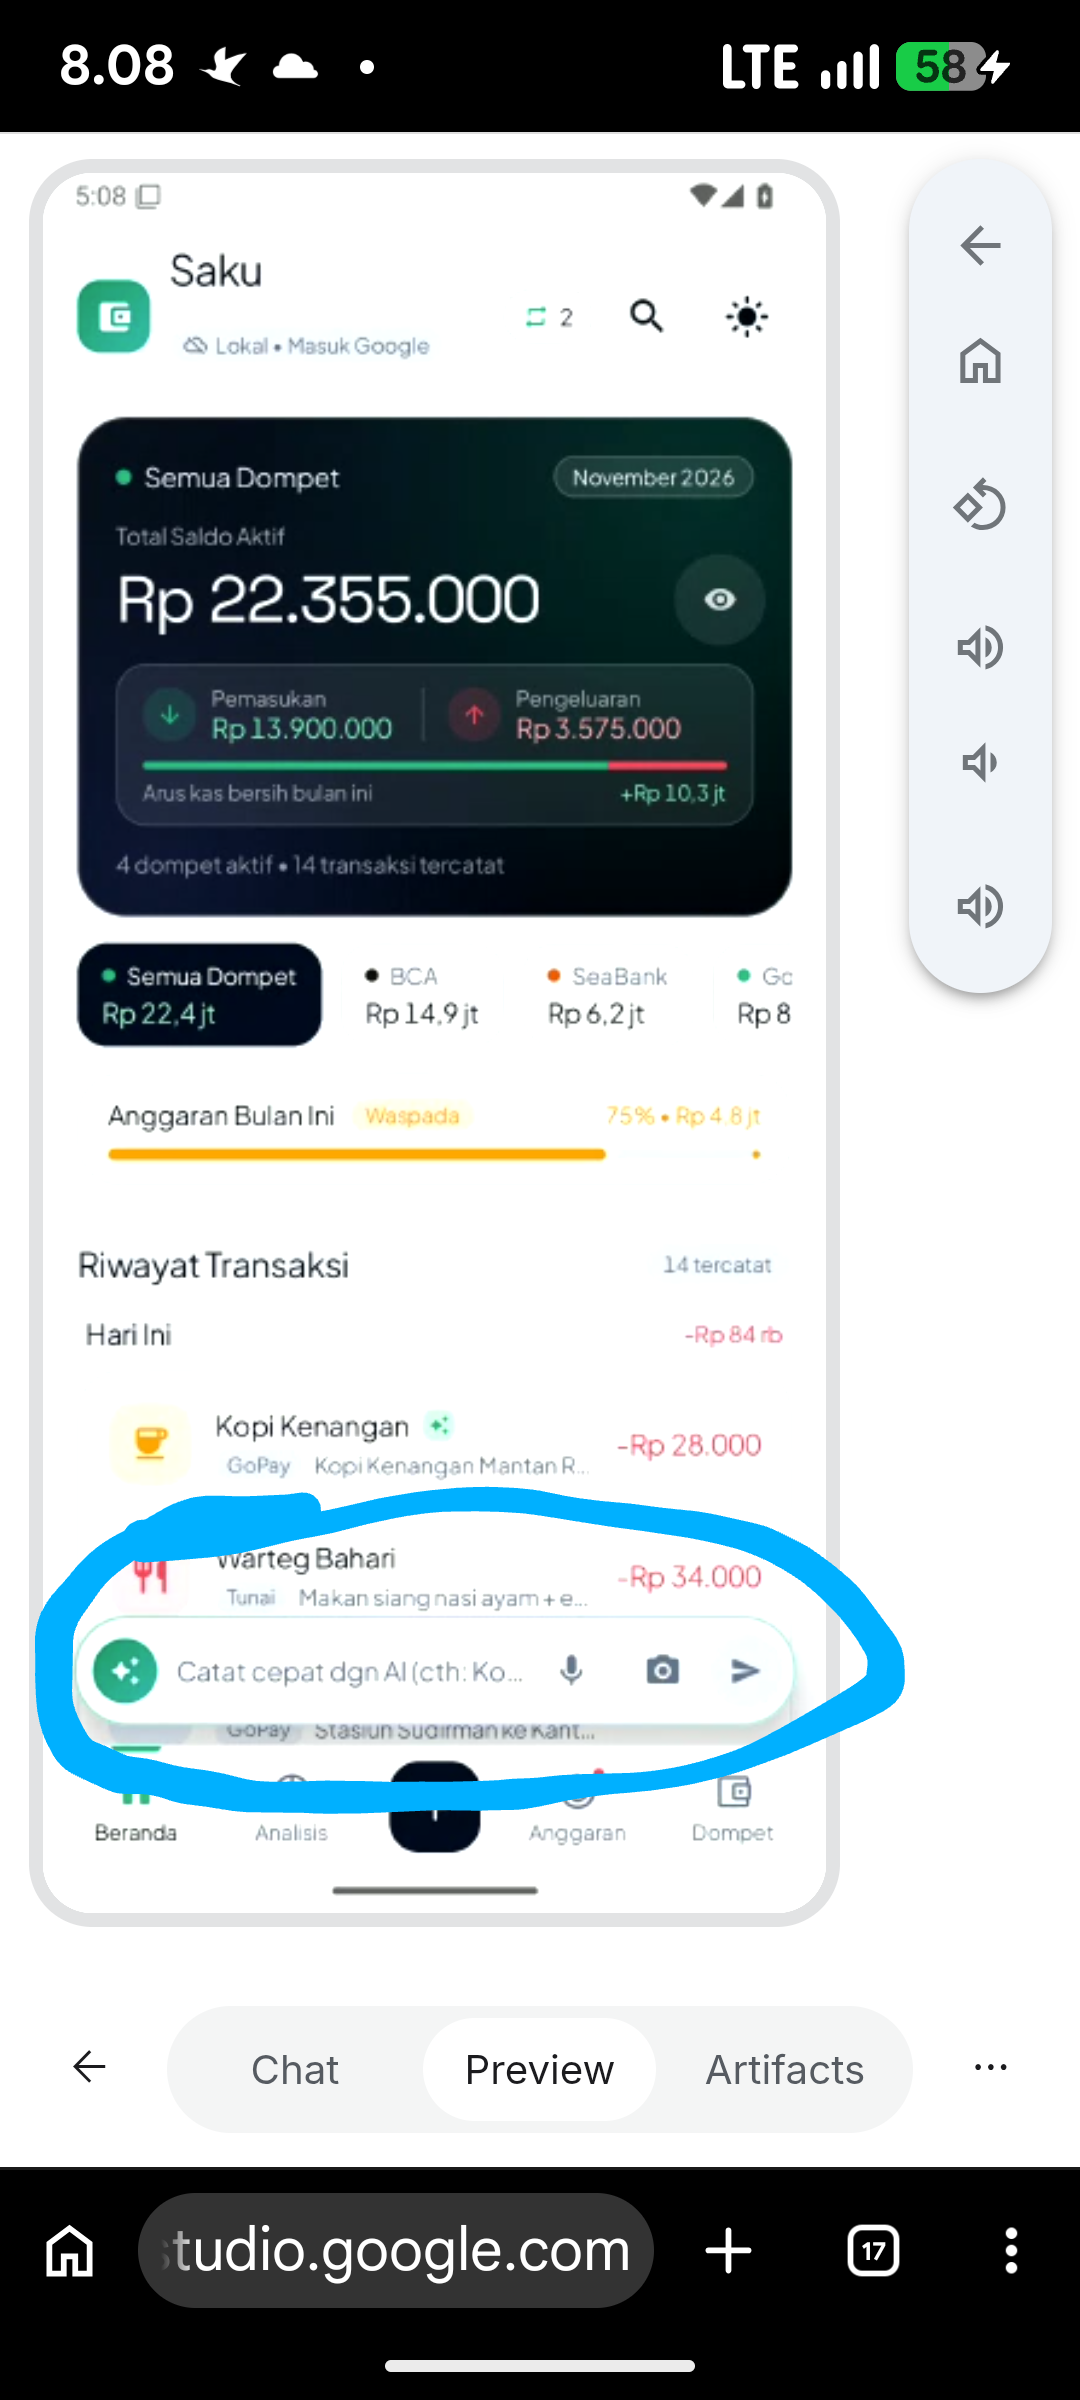 8.08
LTE
58
5:08
Saku
2
Lokal • Masuk Google
Semua Dompet
November 2026
Total Saldo Aktif
Rp 22.355.000
Pemasukan
Rp 13.900.000
Pengeluaran
Rp 3.575.000
Arus kas bersih bulan ini
+Rp 10,3 jt
4 dompet aktif • 14 transaksi tercatat
Semua Dompet
Rp 22,4 jt
BCA
Rp 14,9 jt
SeaBank
Rp 6,2 jt
Go
Rp 8
Anggaran Bulan Ini
Waspada
75% • Rp 4.8 jt
Riwayat Transaksi
14 tercatat
Hari Ini
-Rp 84 rb
Kopi Kenangan
GoPay
Kopi Kenangan Mantan R...
-Rp 28.000
Warteg Bahari
Tunai
Makan siang nasi ayam + e...
-Rp 34.000
Catat cepat dgn AI (cth: Ko...
GoPay
Stasiun Sudirman ke Kant...
Beranda
Analisis
Anggaran
Dompet
Chat
Preview
Artifacts
studio.google.com
17